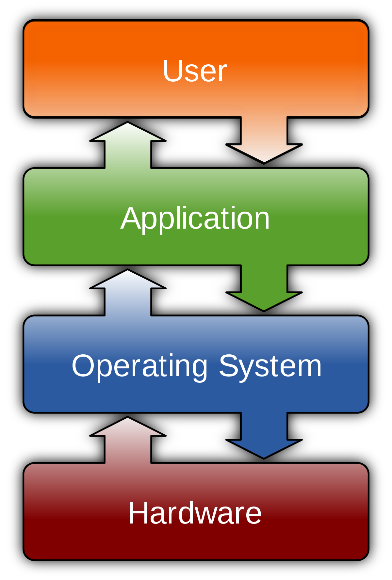 User
Application
Operating System
Hardware